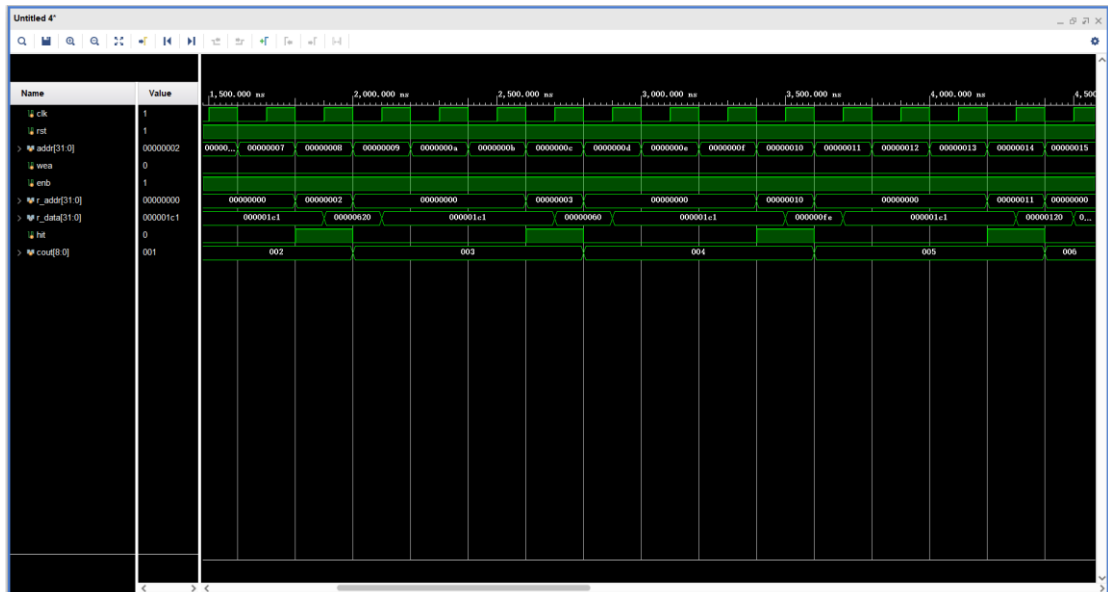 Untitled 4*
Name Value
1,500.000 ns 2,000.000 ns 2,500.000 ns 3,000.000 ns 3,500.000 ns 4,000.000 ns 4,500
clk 1
rst 1
addr[31:0] 00000002 00000... 00000007 00000008 00000009 0000000a 0000000b 0000000c 0000000d 0000000e 0000000f 00000010 00000011 00000012 00000013 00000014 00000015
wea 0
enb 1
r_addr[31:0] 00000000 00000000 00000002 00000000 00000003 00000000 00000010 00000000 00000011 00000000
r_data[31:0] 000001c1 000001c1 00000620 000001c1 00000060 000001c1 000000fe 000001c1 00000120 0...
hit 0
cout[8:0] 001 002 003 004 005 006